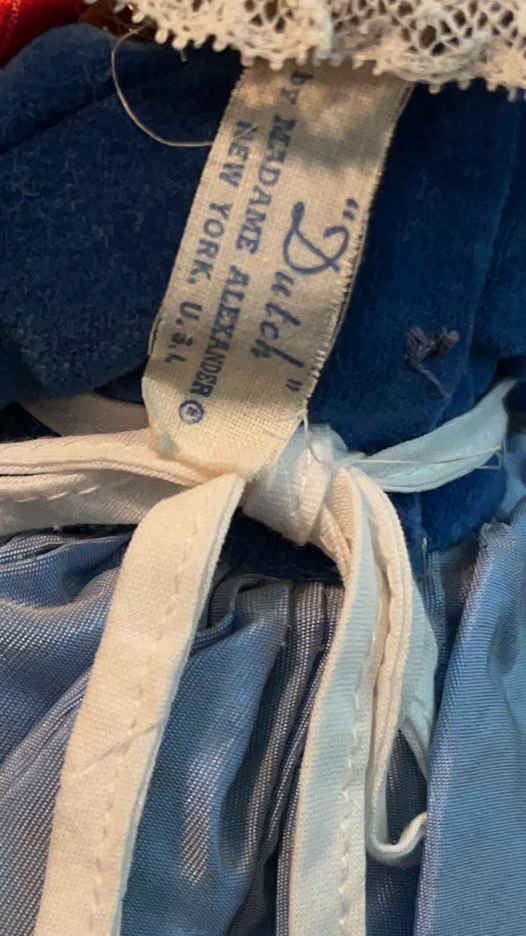 "Dutch"
BY MADAME ALEXANDER ©
NEW YORK, U.S.A.